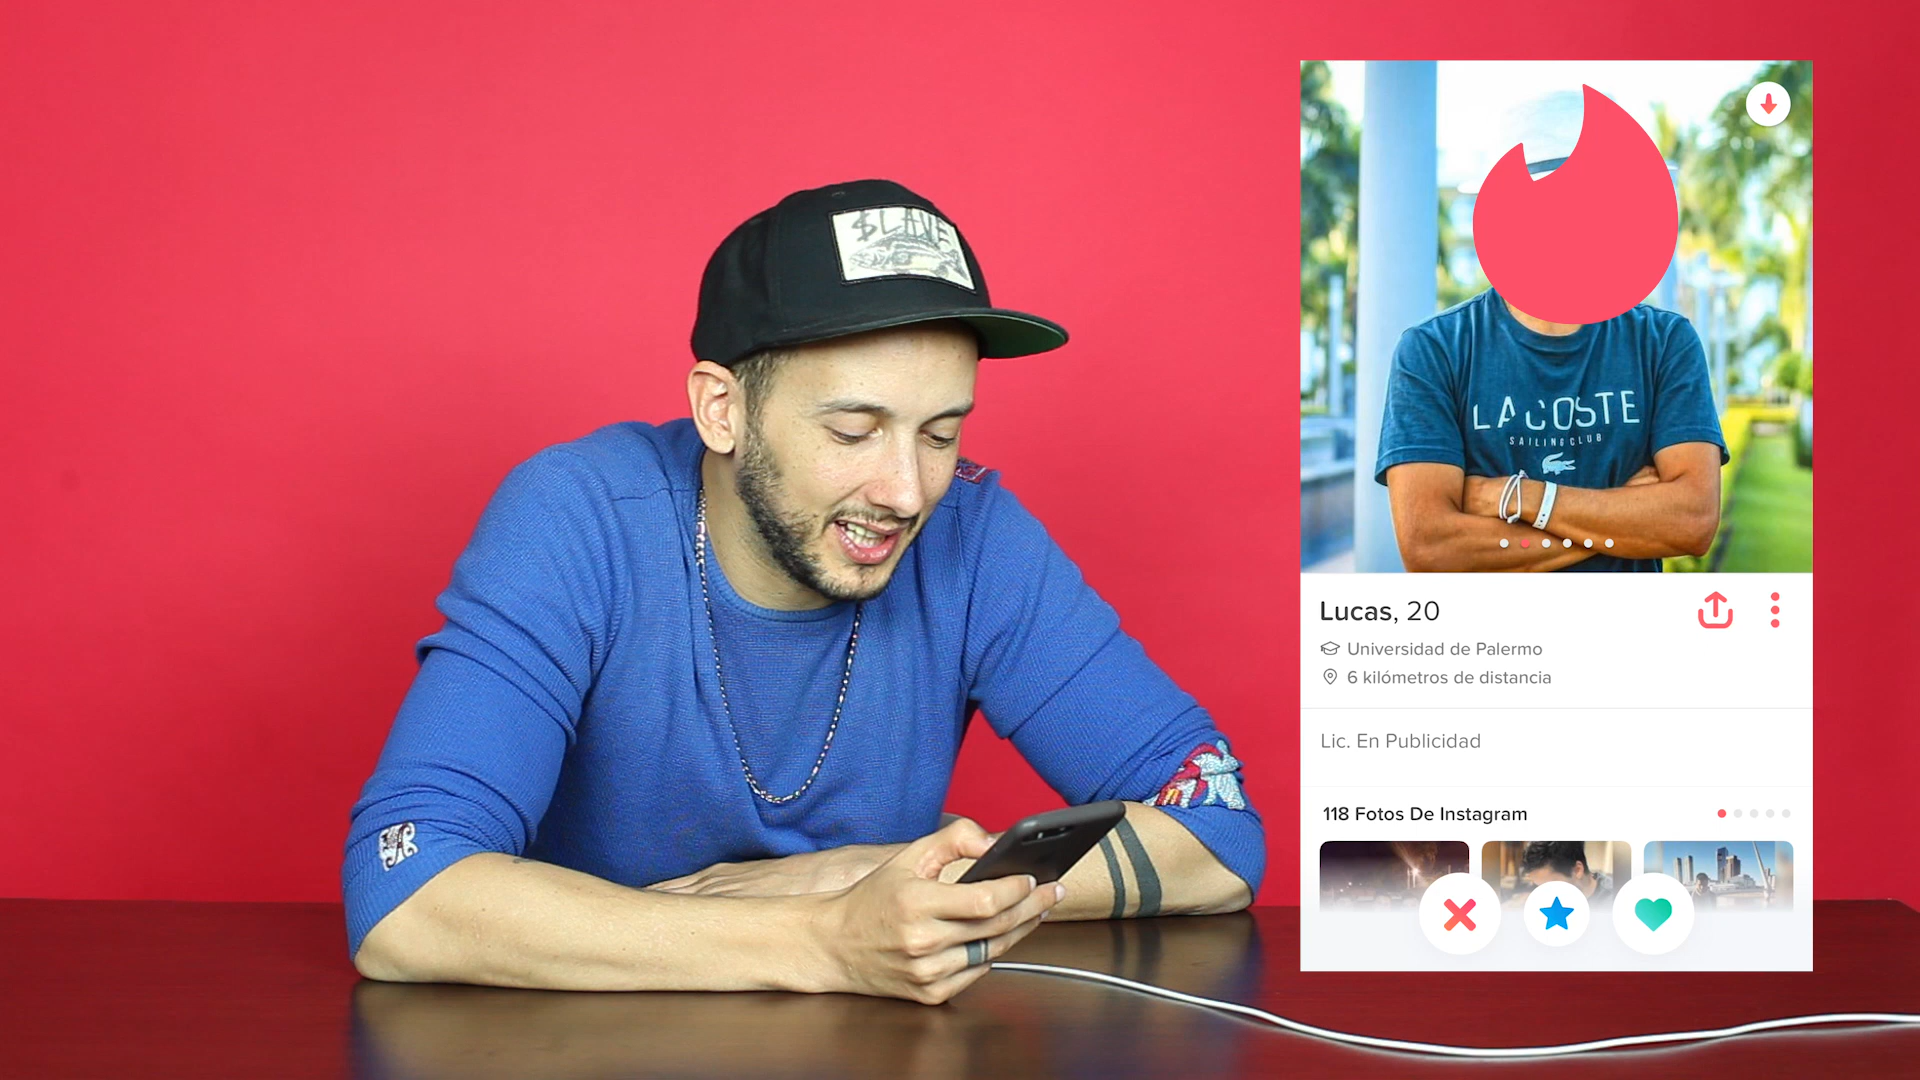 $LAVE
LACOSTE
SAILING CLUB
Lucas, 20
Universidad de Palermo
6 kilómetros de distancia
Lic. En Publicidad
118 Fotos De Instagram